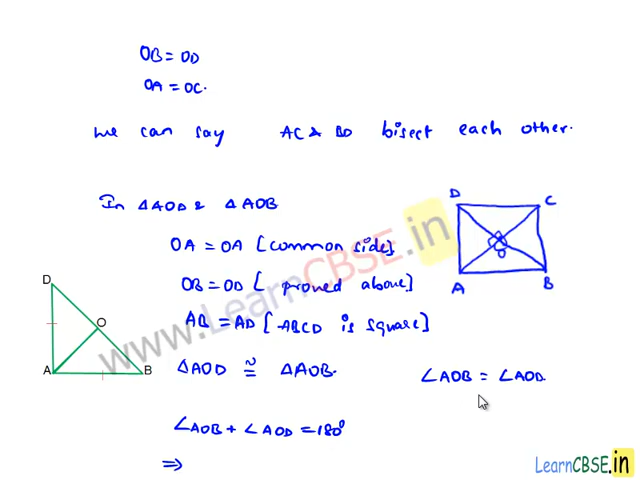 OB = OD
OA = OC.
We can say AC & BD bisect each other.
In ΔAOD & ΔAOB
OA = OA [common side]
OB = OD [proved above]
AB = AD [ABCD is square]
ΔAOD ≅ ΔAOB.
∠AOB = ∠AOD
∠AOB + ∠AOD = 180°
⇒
D
C
O
A
B
D
O
A
B
www.LearnCBSE.in
LearnCBSE.in